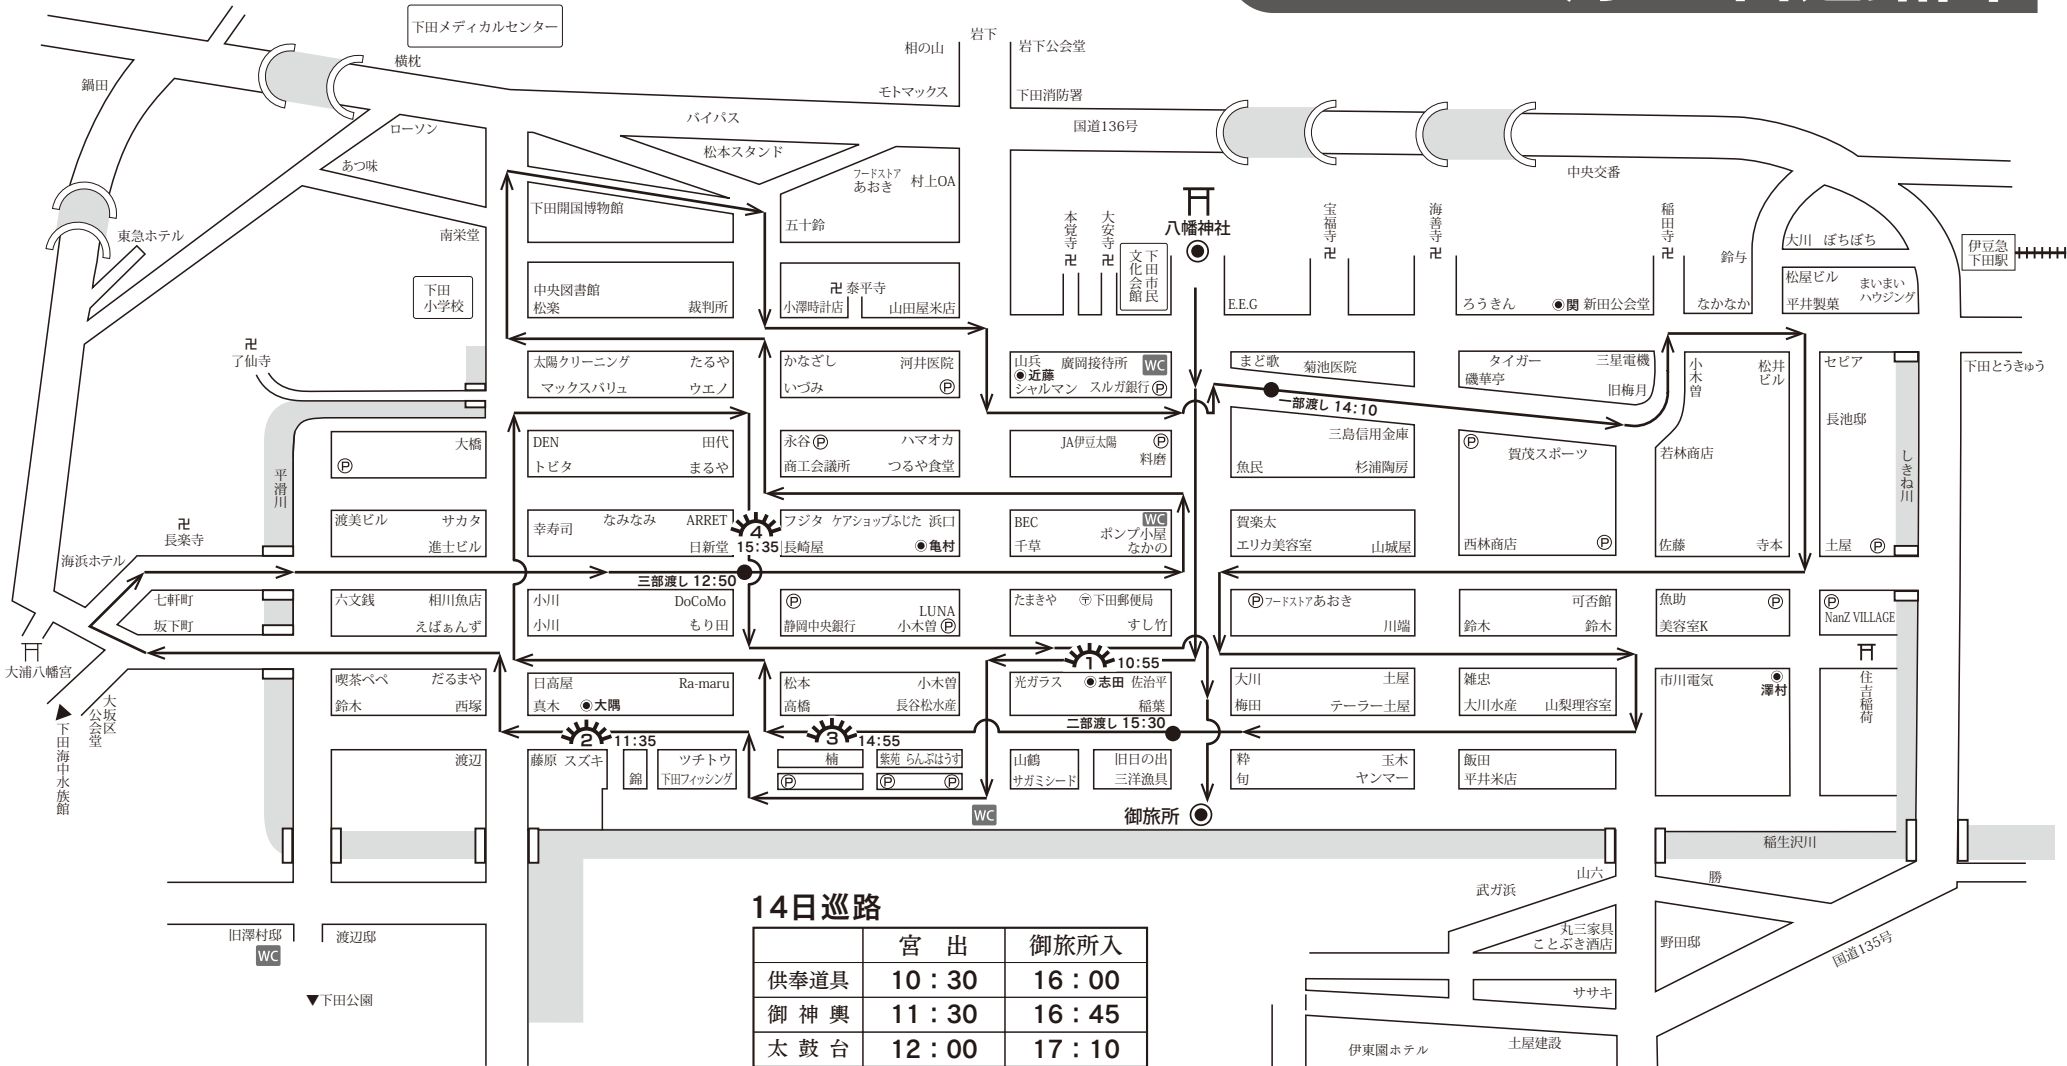 下田メディカルセンター
岩下
相の山
岩下公会堂
横枕
鍋田
モトマックス
下田消防署
バイパス
国道136号
ローソン
松本スタンド
あつ味
フードストア
あおき
村上OA
中央交番
下田開国博物館
五十鈴
本覚寺
大安寺
下田市民
文化会館
八幡神社
宝福寺
海善寺
稲田寺
東急ホテル
南栄堂
大川 ぽちぽち
鈴与
伊豆急
下田駅
下田
小学校
中央図書館
松楽
裁判所
泰平寺
小澤時計店
山田屋米店
E.E.G
ろうきん
関 新田公会堂
なかなか
松屋ビル
平井製菓
まいまい
ハウジング
了仙寺
太陽クリーニング
たるや
マックスバリュ
ウエノ
かなざし
河井医院
いづみ
Ⓟ
山兵
廣岡接待所
WC
近藤
シャルマン
スルガ銀行Ⓟ
まど歌
菊池医院
タイガー
三星電機
磯華亭
旧梅月
小木曽
松井
ビル
セピア
下田とうきゅう
一部渡し 14:10
長池邸
大橋
Ⓟ
DEN
田代
トビタ
まるや
永谷Ⓟ
ハマオカ
商工会議所
つるや食堂
JA伊豆太陽
Ⓟ
料磨
三島信用金庫
魚民
杉浦陶房
Ⓟ
賀茂スポーツ
若林商店
しきね川
平滑川
長楽寺
渡美ビル
サカタ
進士ビル
幸寿司
なみなみ
ARRET
日新堂
4
15:35
フジタ ケアショップふじた 浜口
長崎屋
亀村
BEC
WC
ポンプ小屋
千草
なかの
賀楽太
エリカ美容室
山城屋
西林商店
Ⓟ
佐藤
寺本
土屋 Ⓟ
海浜ホテル
三部渡し 12:50
七軒町
坂下町
六文銭
相川魚店
えばぁんず
小川
DoCoMo
小川
もり田
Ⓟ
LUNA
静岡中央銀行
小木曽Ⓟ
たまきや
〶下田郵便局
すし竹
Ⓟフードストアあおき
川端
可否館
鈴木
鈴木
魚助
Ⓟ
美容室K
Ⓟ
NanZ VILLAGE
大浦八幡宮
1
10:55
喫茶ペペ
だるまや
鈴木
西塚
日高屋
Ra-maru
真木
大隅
松本
小木曽
高橋
長谷松水産
光ガラス
志田 佐治平
稲葉
大川
土屋
梅田
テーラー土屋
雑忠
大川水産
山梨理容室
市川電気
澤村
住吉稲荷
大坂区
公会堂
▲下田海中水族館
二部渡し 15:30
2
11:35
3
14:55
渡辺
藤原
スズキ
錦
ツチトウ
下田フィッシング
楠
紫苑 らんぷはうす
Ⓟ
Ⓟ
Ⓟ
山鶴
サガミシード
旧日の出
三洋漁具
粋
玉木
旬
ヤンマー
飯田
平井米店
WC
御旅所
稲生沢川
山六
勝
武ガ浜
14日巡路
宮 出
御旅所入
供奉道具
10:30
16:00
御神輿
11:30
16:45
太鼓台
12:00
17:10
旧澤村邸
WC
渡辺邸
▼下田公園
丸三家具
ことぶき酒店
野田邸
国道135号
ササキ
伊東園ホテル
土屋建設